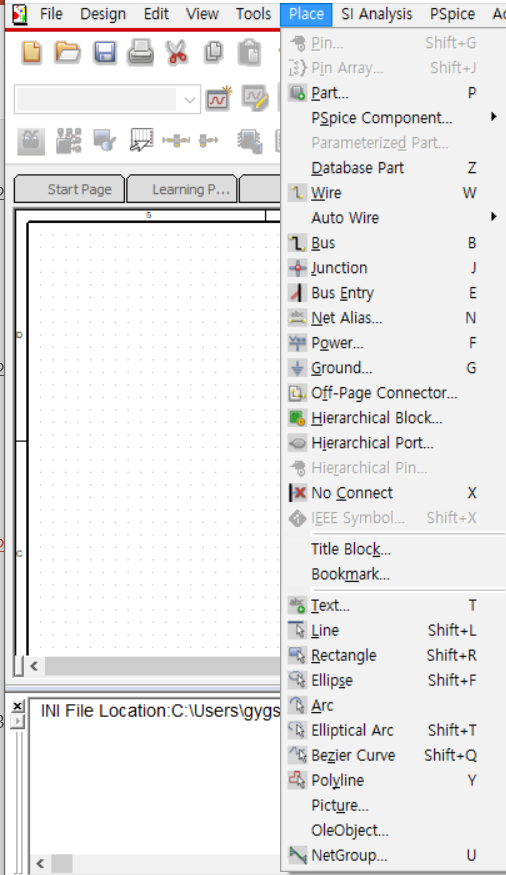 File Design Edit View Tools Place SI Analysis PSpice
Start Page Learning P...
5
D
C
INI File Location:C:\Users\gygs
Pin... Shift+G
Pin Array... Shift+J
Part... P
PSpice Component...
Parameterized Part...
Database Part Z
Wire W
Auto Wire
Bus B
Junction J
Bus Entry E
Net Alias... N
Power... F
Ground... G
Off-Page Connector...
Hierarchical Block...
Hierarchical Port...
Hierarchical Pin...
No Connect X
IEEE Symbol... Shift+X
Title Block...
Bookmark...
Text... T
Line Shift+L
Rectangle Shift+R
Ellipse Shift+F
Arc
Elliptical Arc Shift+T
Bezier Curve Shift+Q
Polyline Y
Picture...
OleObject...
NetGroup... U